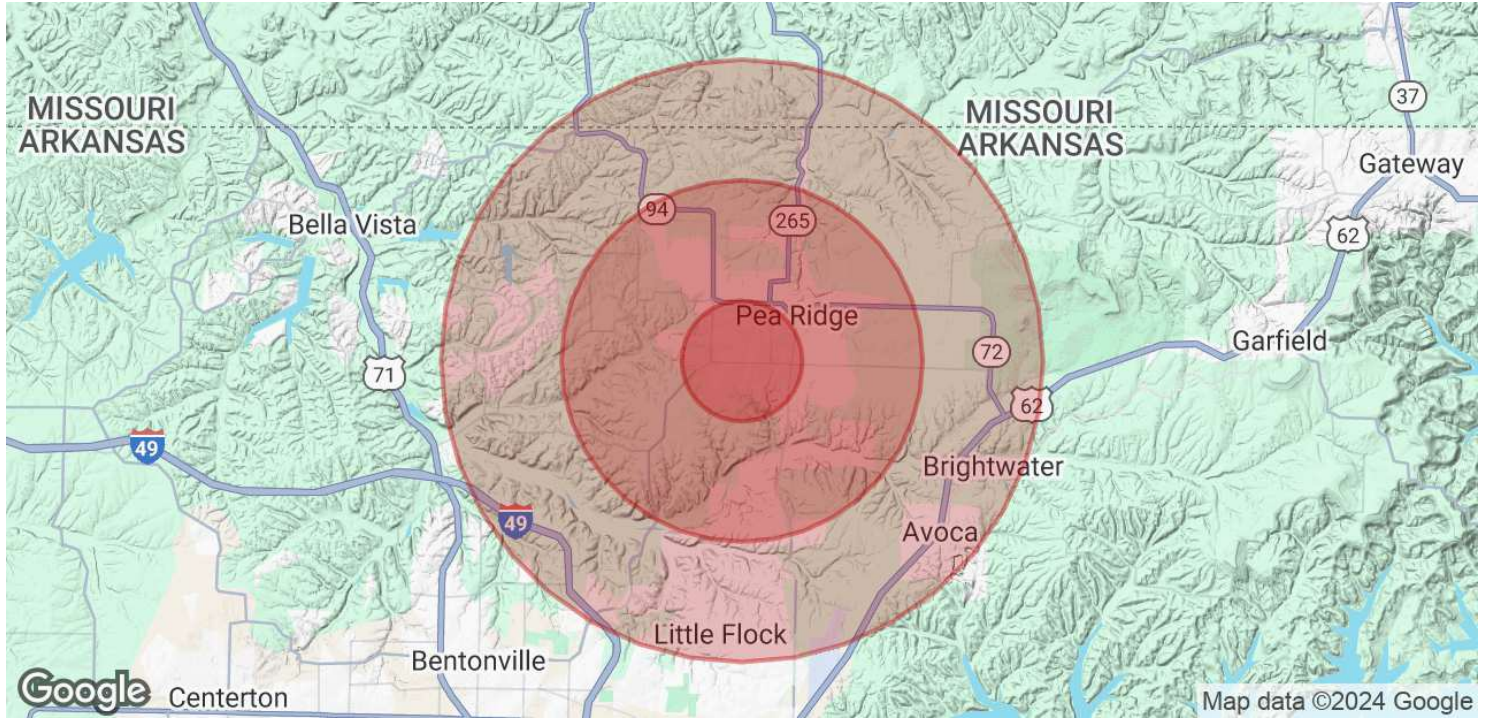 MISSOURI
ARKANSAS
MISSOURI
ARKANSAS
37
Gateway
94
265
Bella Vista
62
Pea Ridge
Garfield
72
71
62
49
Brightwater
49
Avoca
Little Flock
Bentonville
Centerton
Google
Map data ©2024 Google